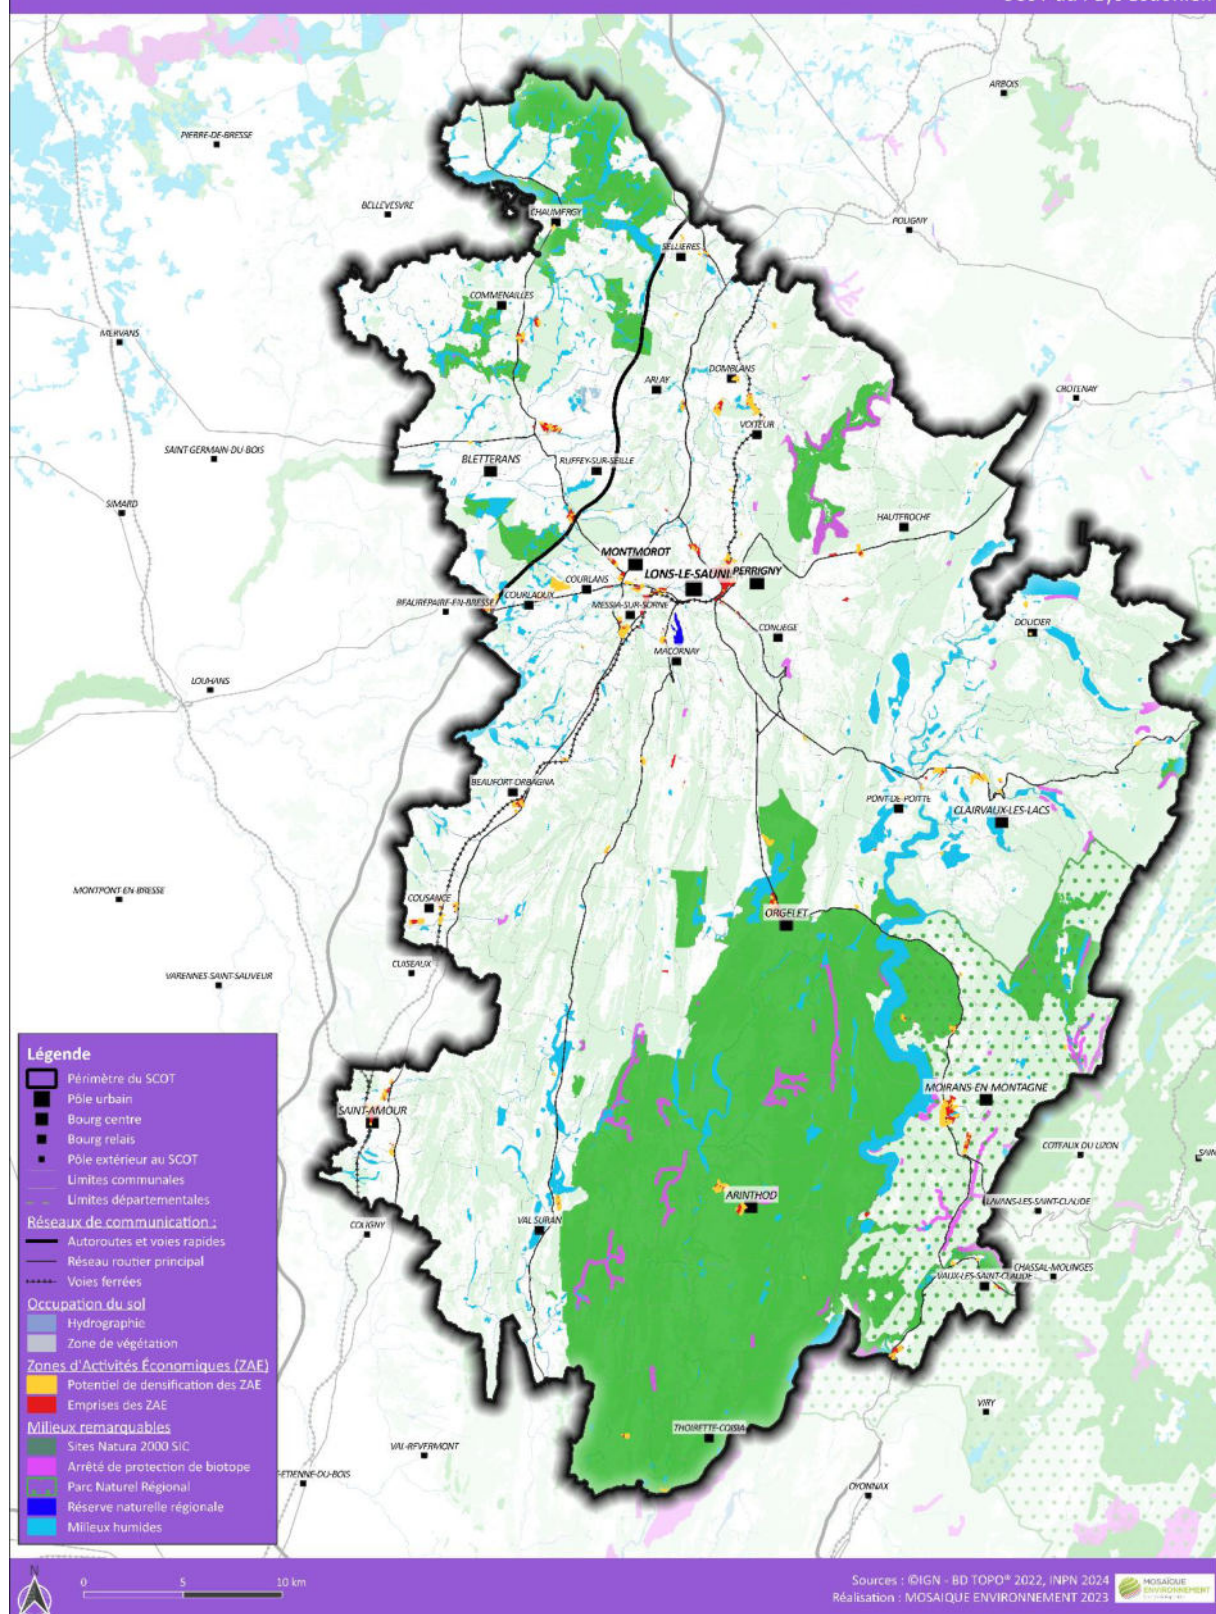 ARBOIS
PIERRE-DE-BRESSE
BELLEVESVRE
CHAUMERGY
POLIGNY
SELLIERES
COMMENAILLES
MERVANS
ARLAY
DOMBLANS
CROTENAY
VOITEUR
SAINT GERMAIN DU BOIS
BLETTERANS
RUFFEY-SUR-SEILLE
SIMARD
HAUTEROCHE
MONTMOROT
LONS-LE-SAUNI
PERRIGNY
COURLANS
BEAUREPAIRE-EN-BRESSE
COURLAOUX
MESSIA-SUR-SORNE
CONLIEGE
DOUCIER
MACORNAY
LOUHANS
BEAUFORT-ORBAGNA
PONT-DE-POITTE
CLAIRVAUX-LES-LACS
MONTPONT-EN-BRESSE
COUSANCE
ORGELET
CUISEAUX
VARENNES-SAINT-SAUVEUR
Légende
Périmètre du SCOT
Pôle urbain
Bourg centre
Bourg relais
Pôle extérieur au SCOT
Limites communales
Limites départementales
Réseaux de communication :
Autoroutes et voies rapides
Réseau routier principal
Voies ferrées
Occupation du sol
Hydrographie
Zone de végétation
Zones d'Activités Économiques (ZAE)
Potentiel de densification des ZAE
Emprises des ZAE
Milieux remarquables
Sites Natura 2000 SIC
Arrêté de protection de biotope
Parc Naturel Régional
Réserve naturelle régionale
Milieux humides
MOIRANS-EN-MONTAGNE
SAINT-AMOUR
COTEAUX DU LIZON
SAIN
ARINTHOD
LAVANS-LES-SAINT-CLAUDE
COLIGNY
VAL SURAN
CHASSAL-MOLINGES
VAUX-LES-SAINT-CLAUDE
VIRY
THOIRETTE-COISIA
VAL-REVERMONT
-ETIENNE-DU-BOIS
OYONNAX
N
0 5 10 km
Sources : ©IGN - BD TOPO® 2022, INPN 2024
Réalisation : MOSAIQUE ENVIRONNEMENT 2023
MOSAÏQUE
ENVIRONNEMENT